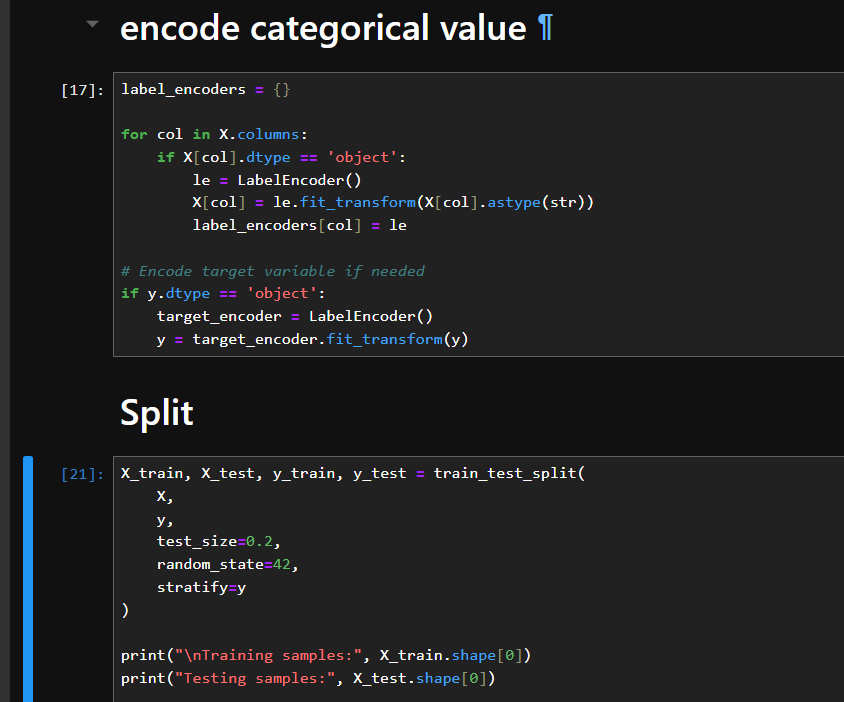 encode categorical value ¶
[17]:
label_encoders = {}
for col in X.columns:
    if X[col].dtype == 'object':
        le = LabelEncoder()
        X[col] = le.fit_transform(X[col].astype(str))
        label_encoders[col] = le
# Encode target variable if needed
if y.dtype == 'object':
    target_encoder = LabelEncoder()
    y = target_encoder.fit_transform(y)
Split
[21]:
X_train, X_test, y_train, y_test = train_test_split(
    X,
    y,
    test_size=0.2,
    random_state=42,
    stratify=y
)
print("\nTraining samples:", X_train.shape[0])
print("Testing samples:", X_test.shape[0])